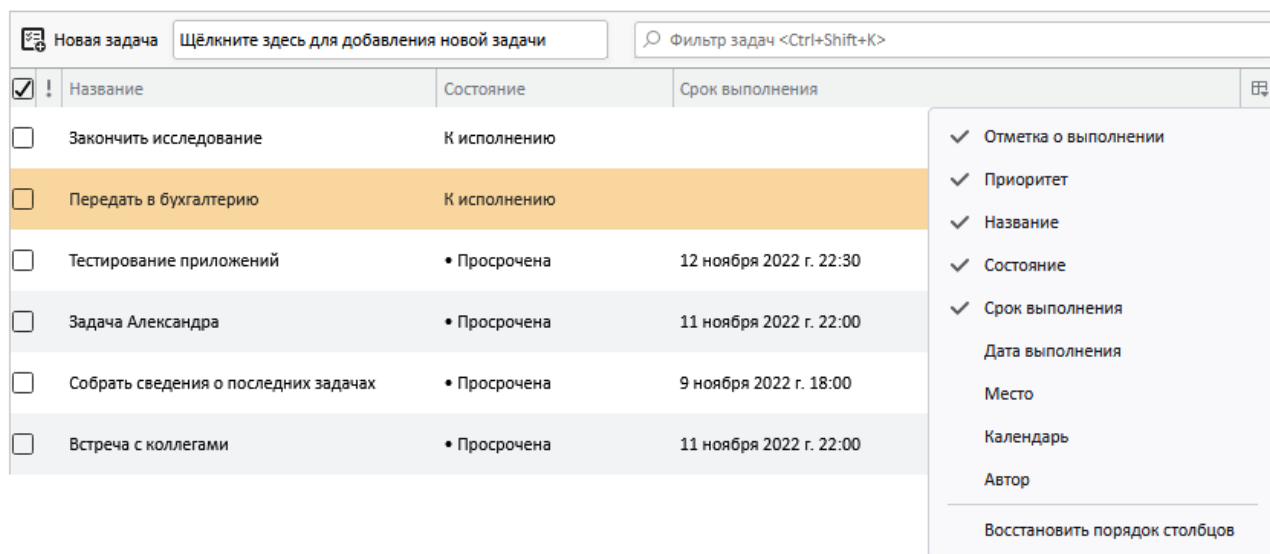 Новая задача Щёлкните здесь для добавления новой задачи Фильтр задач <Ctrl+Shift+K>
! Название Состояние Срок выполнения
Закончить исследование К исполнению
Передать в бухгалтерию К исполнению
Тестирование приложений • Просрочена 12 ноября 2022 г. 22:30
Задача Александра • Просрочена 11 ноября 2022 г. 22:00
Собрать сведения о последних задачах • Просрочена 9 ноября 2022 г. 18:00
Встреча с коллегами • Просрочена 11 ноября 2022 г. 22:00
Отметка о выполнении
Приоритет
Название
Состояние
Срок выполнения
Дата выполнения
Место
Календарь
Автор
Восстановить порядок столбцов